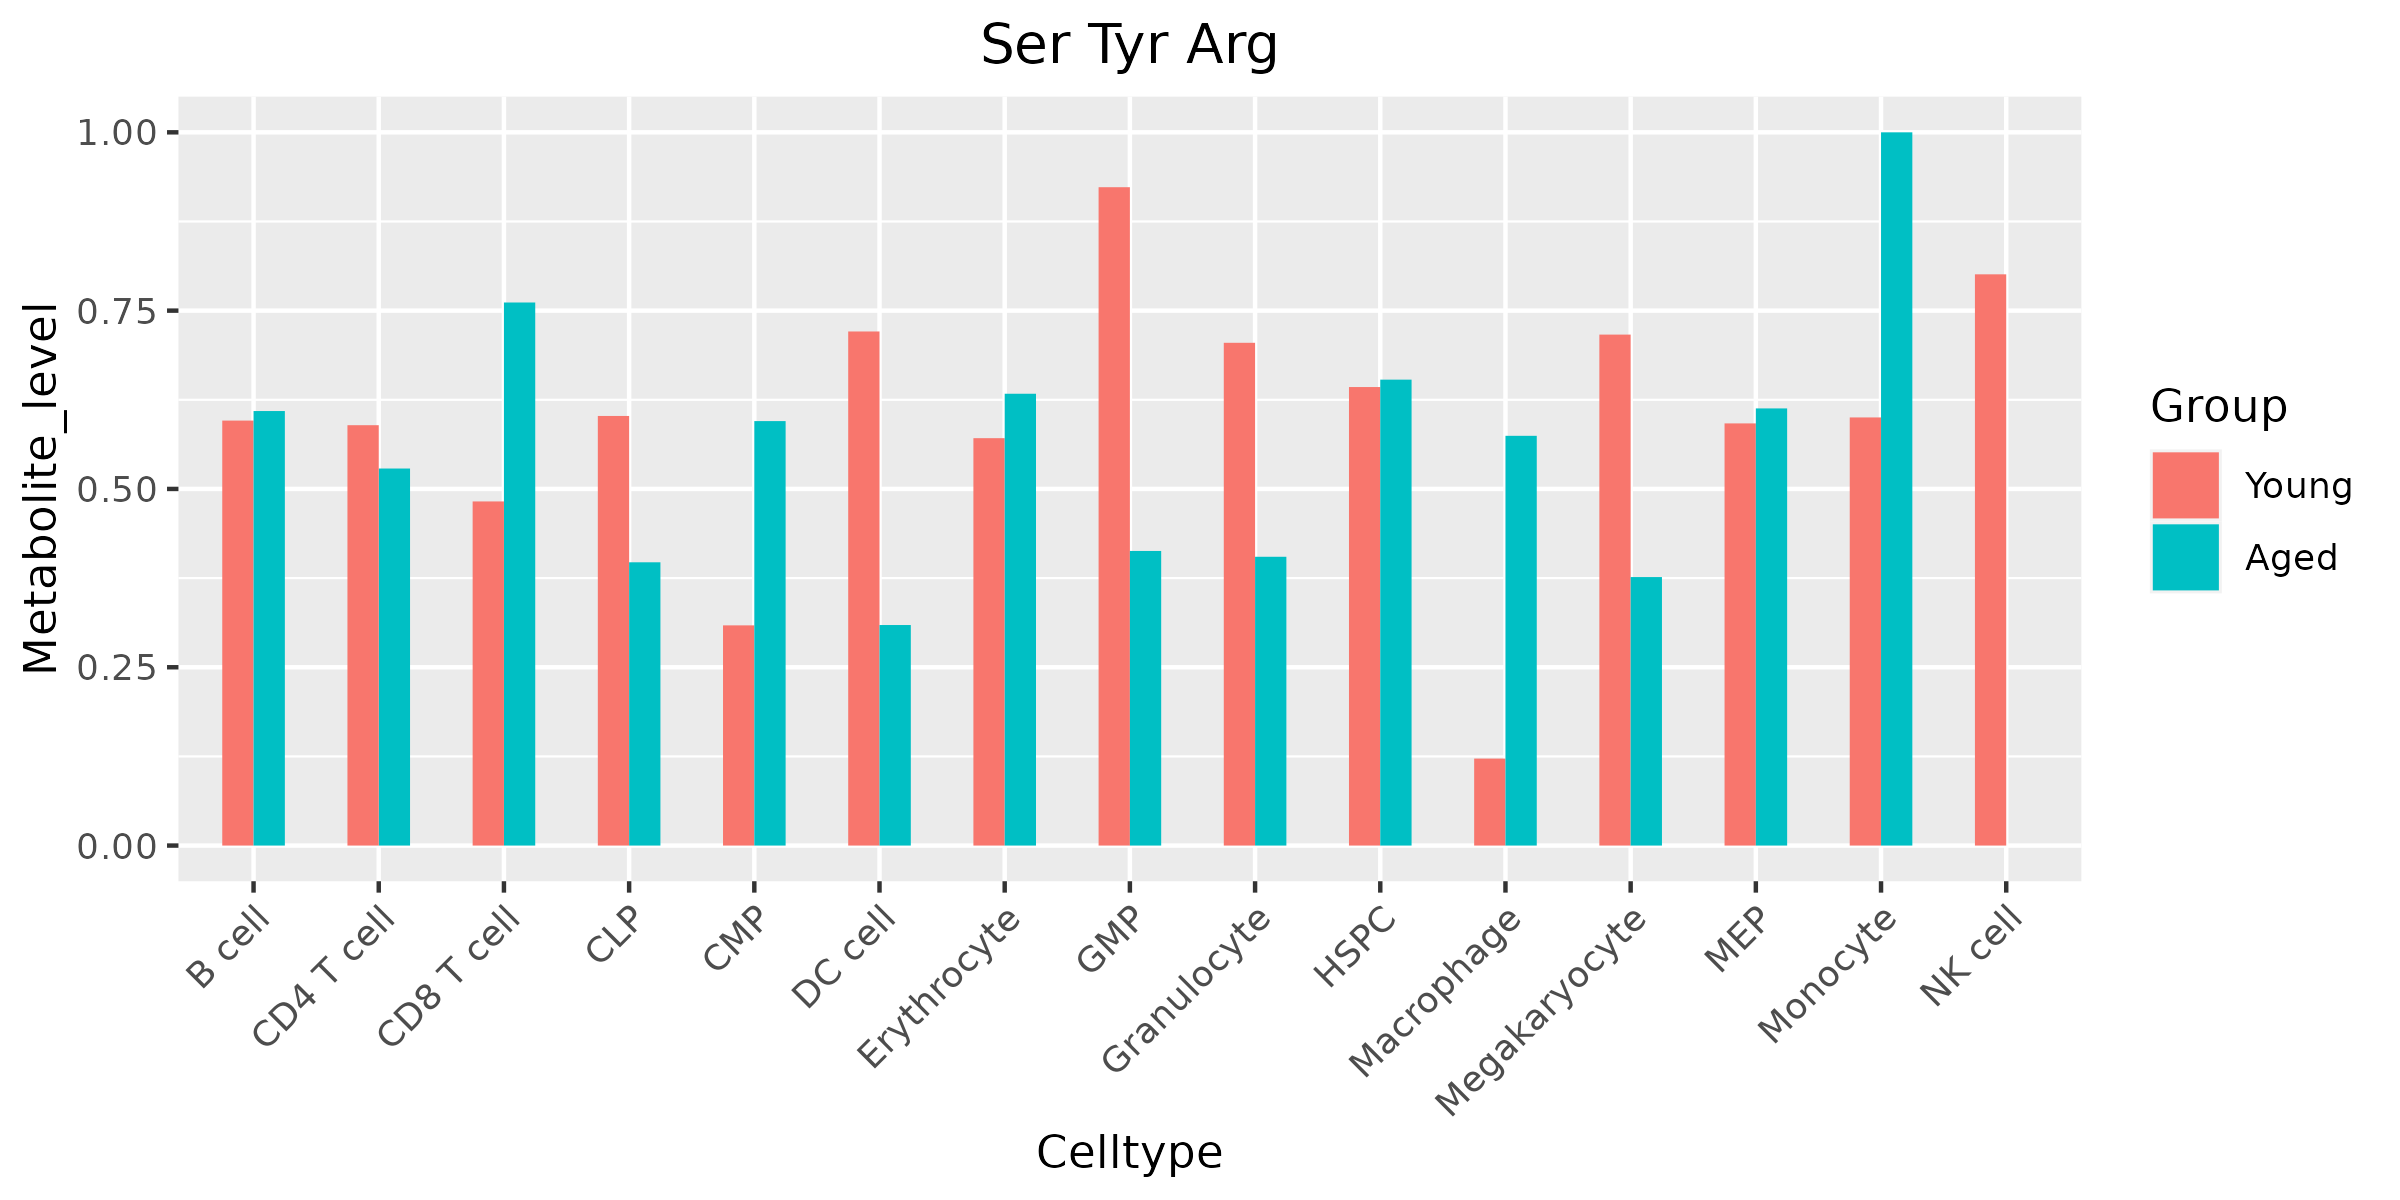 Ser Tyr Arg
Metabolite_level
1.00
0.75
0.50
0.25
0.00
B cell
CD4 T cell
CD8 T cell
CLP
CMP
DC cell
Erythrocyte
GMP
Granulocyte
HSPC
Macrophage
Megakaryocyte
MEP
Monocyte
NK cell
Celltype
Group
Young
Aged